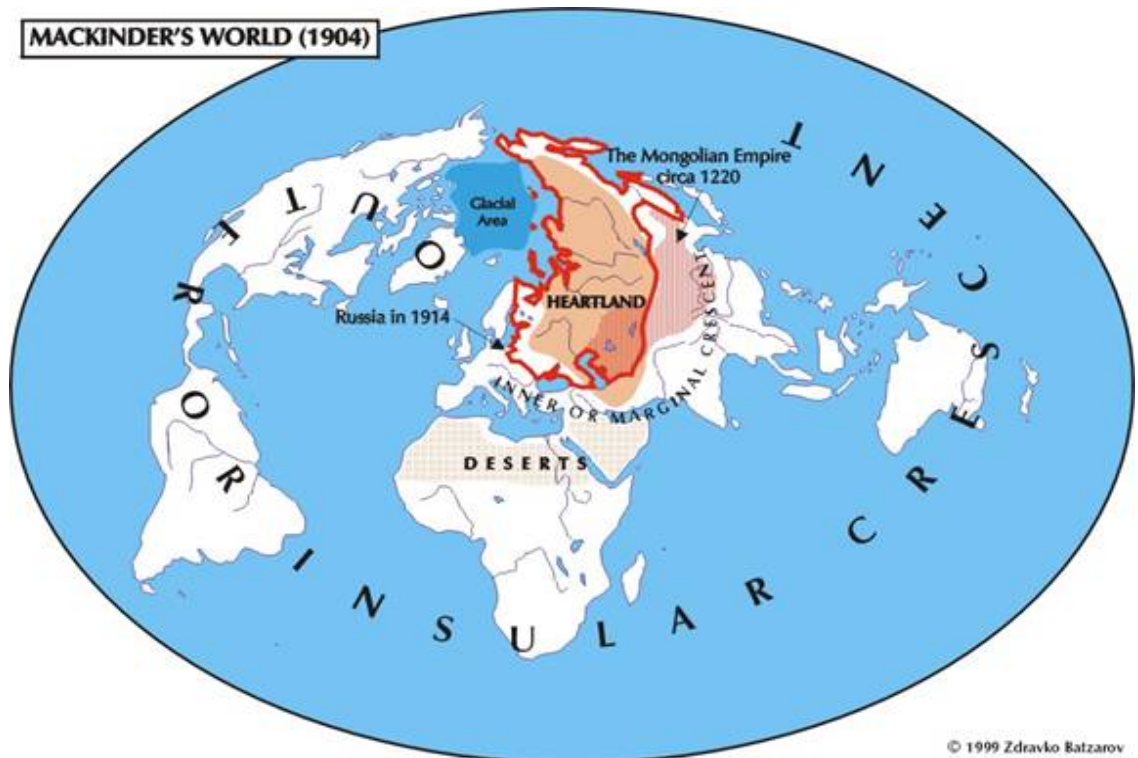 MACKINDER'S WORLD (1904)
The Mongolian Empire
circa 1220
Glacial
Area
HEARTLAND
Russia in 1914
INNER OR MARGINAL CRESCENT
DESERTS
OUTER OR INSULAR CRESCENT
© 1999 Zdravko Batzarov